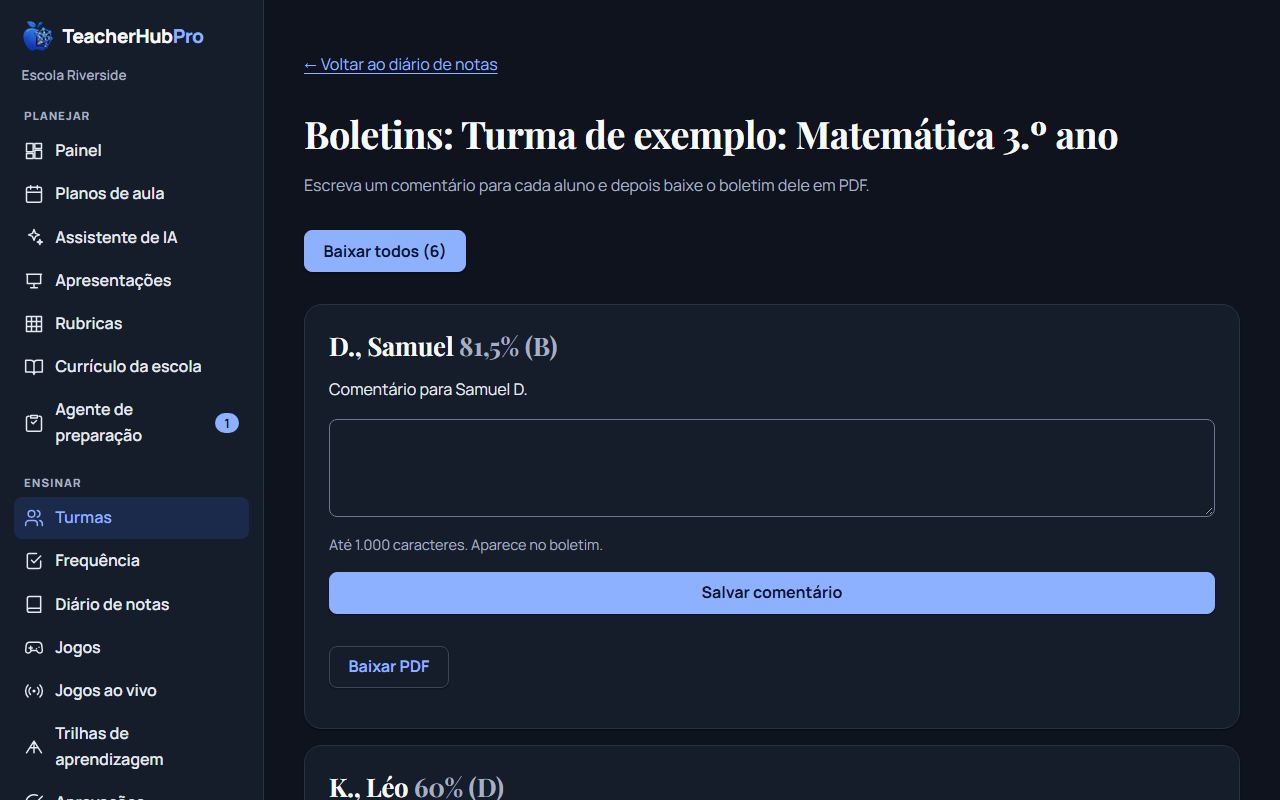 TeacherHubPro
Escola Riverside
PLANEJAR
Painel
Planos de aula
Assistente de IA
Apresentações
Rubricas
Currículo da escola
Agente de
preparação
1
ENSINAR
Turmas
Frequência
Diário de notas
Jogos
Jogos ao vivo
Trilhas de
aprendizagem
← Voltar ao diário de notas
Boletins: Turma de exemplo: Matemática 3.º ano
Escreva um comentário para cada aluno e depois baixe o boletim dele em PDF.
Baixar todos (6)
D., Samuel 81,5% (B)
Comentário para Samuel D.
Até 1.000 caracteres. Aparece no boletim.
Salvar comentário
Baixar PDF
K., Léo 60% (D)